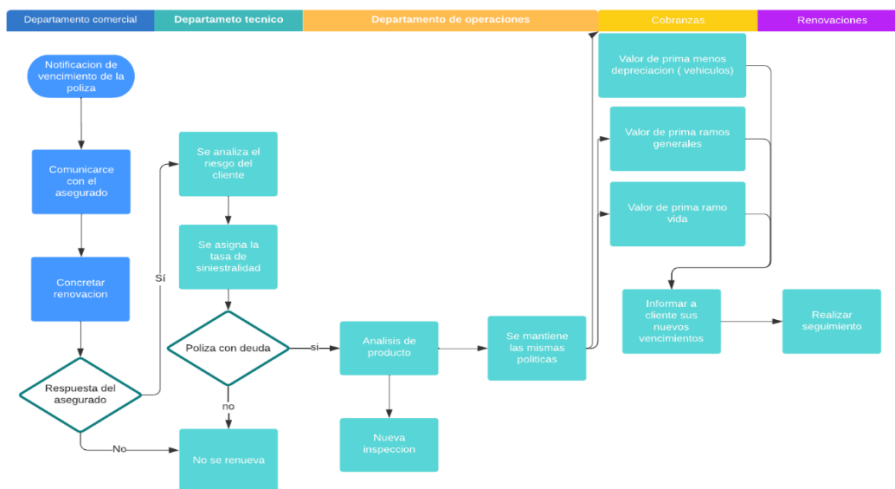 Departamento comercial
Departameto tecnico
Departamento de operaciones
Cobranzas
Renovaciones
Notificacion de
vencimiento de la
poliza
Comunicarce
con el
asegurado
Concretar
renovacion
Respuesta del
asegurado
Sí
No
Se analiza el
riesgo del
cliente
Se asigna la
tasa de
siniestralidad
Poliza con deuda
si
no
No se renueva
Analisis de
producto
Nueva
inspeccion
Se mantiene
las mismas
politicas
Valor de prima menos
depreciacion ( vehiculos)
Valor de prima ramos
generales
Valor de prima ramo
vida
Informar a
cliente sus
nuevos
vencimientos
Realizar
seguimiento